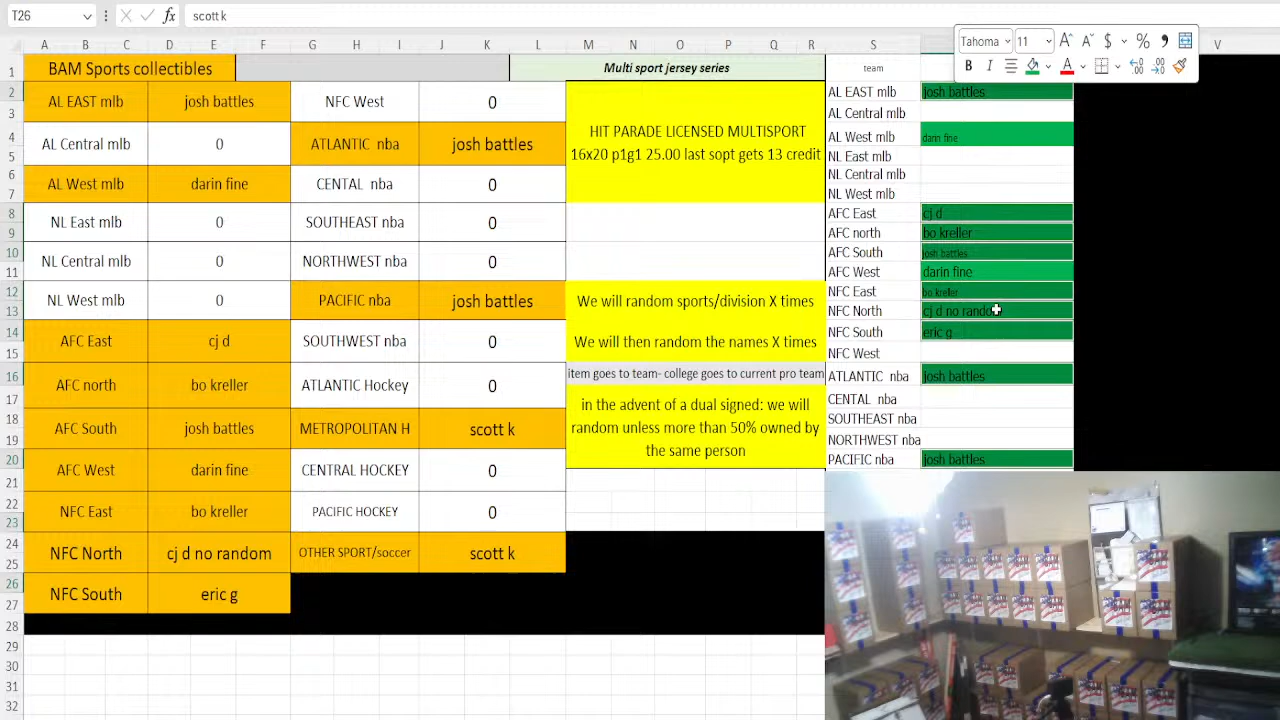 T26 fx scott k
Tahoma 11 A A $ % 9
B I A
A B C D E F G H I J K L M N O P Q R S V
1 BAM Sports collectibles Multi sport jersey series team
2 AL EAST mlb josh battles NFC West 0 AL EAST mlb josh battles
3 AL Central mlb
4 AL Central mlb 0 ATLANTIC nba josh battles HIT PARADE LICENSED MULTISPORT AL West mlb darin fine
5 16x20 p1g1 25.00 last sopt gets 13 credit NL East mlb
6 AL West mlb darin fine CENTAL nba 0 NL Central mlb
7 NL West mlb
8 NL East mlb 0 SOUTHEAST nba 0 AFC East cj d
9 AFC north bo kreller
10 NL Central mlb 0 NORTHWEST nba 0 AFC South josh battles
11 AFC West darin fine
12 NL West mlb 0 PACIFIC nba josh battles We will random sports/division X times NFC East bo kreller
13 NFC North cj d no random
14 AFC East cj d SOUTHWEST nba 0 We will then random the names X times NFC South eric g
15 NFC West
16 AFC north bo kreller ATLANTIC Hockey 0 item goes to team- college goes to current pro team ATLANTIC nba josh battles
17 in the advent of a dual signed: we will CENTAL nba
18 AFC South josh battles METROPOLITAN H scott k random unless more than 50% owned by SOUTHEAST nba
19 the same person NORTHWEST nba
20 AFC West darin fine CENTRAL HOCKEY 0 PACIFIC nba josh battles
21
22 NFC East bo kreller PACIFIC HOCKEY 0
23
24 NFC North cj d no random OTHER SPORT/soccer scott k
25
26 NFC South eric g
27
28
29
30
31
32